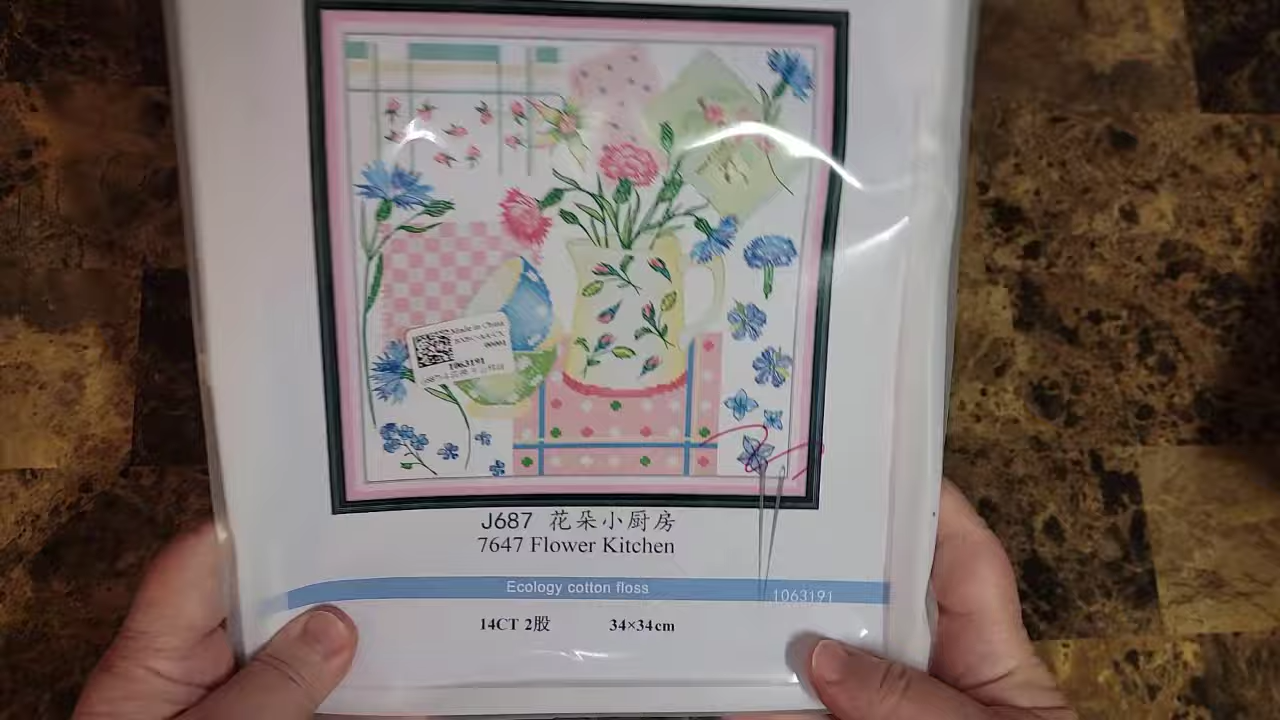 Made in China
00001
1063191
J687 花朵小厨房
7647 Flower Kitchen
Ecology cotton floss
1063191
14CT 2股 34×34cm